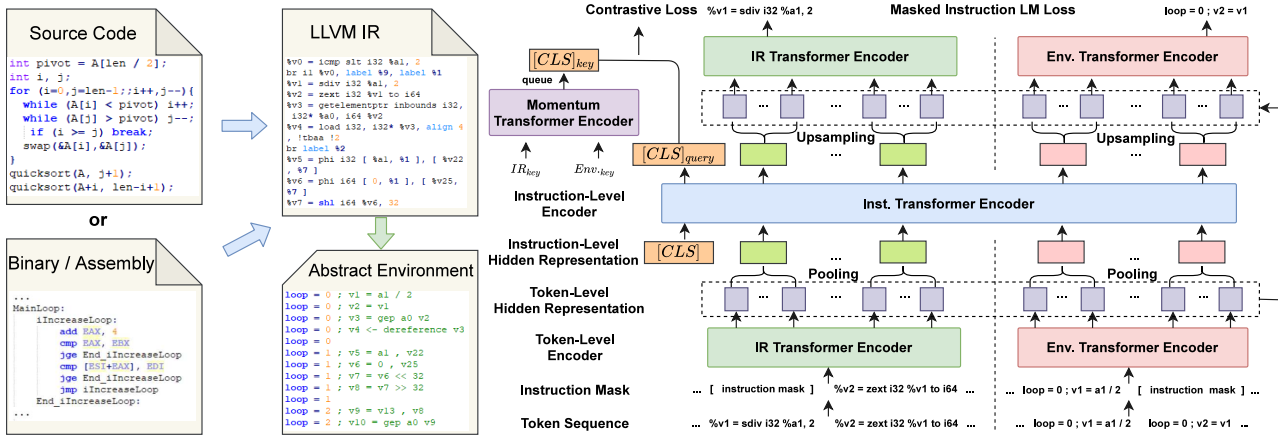 Source Code
int pivot = A[len / 2];
int i, j;
for (i=0,j=len-1;;i++,j--){
while (A[i] < pivot) i++;
while (A[j] > pivot) j--;
if (i >= j) break;
swap(&A[i],&A[j]);
}
quicksort(A, j+1);
quicksort(A+i, len-i+1);
or
Binary / Assembly
...
MainLoop:
iIncreaseLoop:
add EAX, 4
cmp EAX, EBX
jge End_iIncreaseLoop
cmp [ESI+EAX], EDI
jge End_iIncreaseLoop
jmp iIncreaseLoop
End_iIncreaseLoop:
...
LLVM IR
%v0 = icmp slt i32 %a1, 2
br i1 %v0, label %9, label %1
%v1 = sdiv i32 %a1, 2
%v2 = zext i32 %v1 to i64
%v3 = getelementptr inbounds i32,
i32* %a0, i64 %v2
%v4 = load i32, i32* %v3, align 4
, !tbaa !2
br label %2
%v5 = phi i32 [ %a1, %1 ], [ %v22
, %7 ]
%v6 = phi i64 [ 0, %1 ], [ %v25,
%7 ]
%v7 = shl i64 %v6, 32
Abstract Environment
loop = 0 ; v1 = a1 / 2
loop = 0 ; v2 = v1
loop = 0 ; v3 = gep a0 v2
loop = 0 ; v4 <- dereference v3
loop = 0
loop = 1 ; v5 = a1 , v22
loop = 1 ; v6 = 0 , v25
loop = 1 ; v7 = v6 << 32
loop = 1 ; v8 = v7 >> 32
loop = 1
loop = 2 ; v9 = v13 , v8
loop = 2 ; v10 = gep a0 v9
Contrastive Loss
%v1 = sdiv i32 %a1, 2
Masked Instruction LM Loss
loop = 0 ; v2 = v1
[CLS]key
queue
IR Transformer Encoder
Env. Transformer Encoder
Momentum
Transformer Encoder
... ... ...
... ... ...
IRkey
Env.key
Upsampling
Upsampling
[CLS]query
...
...
Instruction-Level
Encoder
Inst. Transformer Encoder
Instruction-Level
Hidden Representation
[CLS]
...
...
Pooling
Pooling
Token-Level
Hidden Representation
... ... ...
... ... ...
Token-Level
Encoder
IR Transformer Encoder
Env. Transformer Encoder
Instruction Mask
... [ instruction mask ] %v2 = zext i32 %v1 to i64 ...
... loop = 0 ; v1 = a1 / 2 [ instruction mask ] ...
Token Sequence
... %v1 = sdiv i32 %a1, 2 %v2 = zext i32 %v1 to i64 ...
... loop = 0 ; v1 = a1 / 2 loop = 0 ; v2 = v1 ...